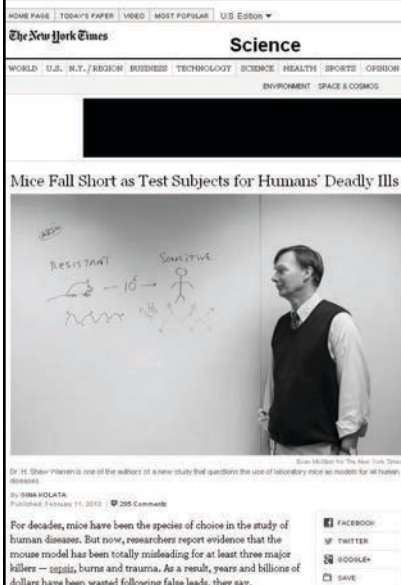 HOME PAGE TODAY'S PAPER VIDEO MOST POPULAR U.S. Edition ▼
The New York Times
Science
WORLD U.S. N.Y. / REGION BUSINESS TECHNOLOGY SCIENCE HEALTH SPORTS OPINION
ENVIRONMENT SPACE & COSMOS
Mice Fall Short as Test Subjects for Humans' Deadly Ills
RESISTANT
SENSITIVE
10⁵
for The New York Times
Dr. H. Shaw Warren is one of the authors of a new study that questions the use of laboratory mice as models for all human
diseases.
By GINA KOLATA
Published: February 11, 2013 295 Comments
For decades, mice have been the species of choice in the study of
human diseases. But now, researchers report evidence that the
mouse model has been totally misleading for at least three major
killers — sepsis, burns and trauma. As a result, years and billions of
dollars have been wasted following false leads, they say.
FACEBOOK
TWITTER
GOOGLE+
SAVE